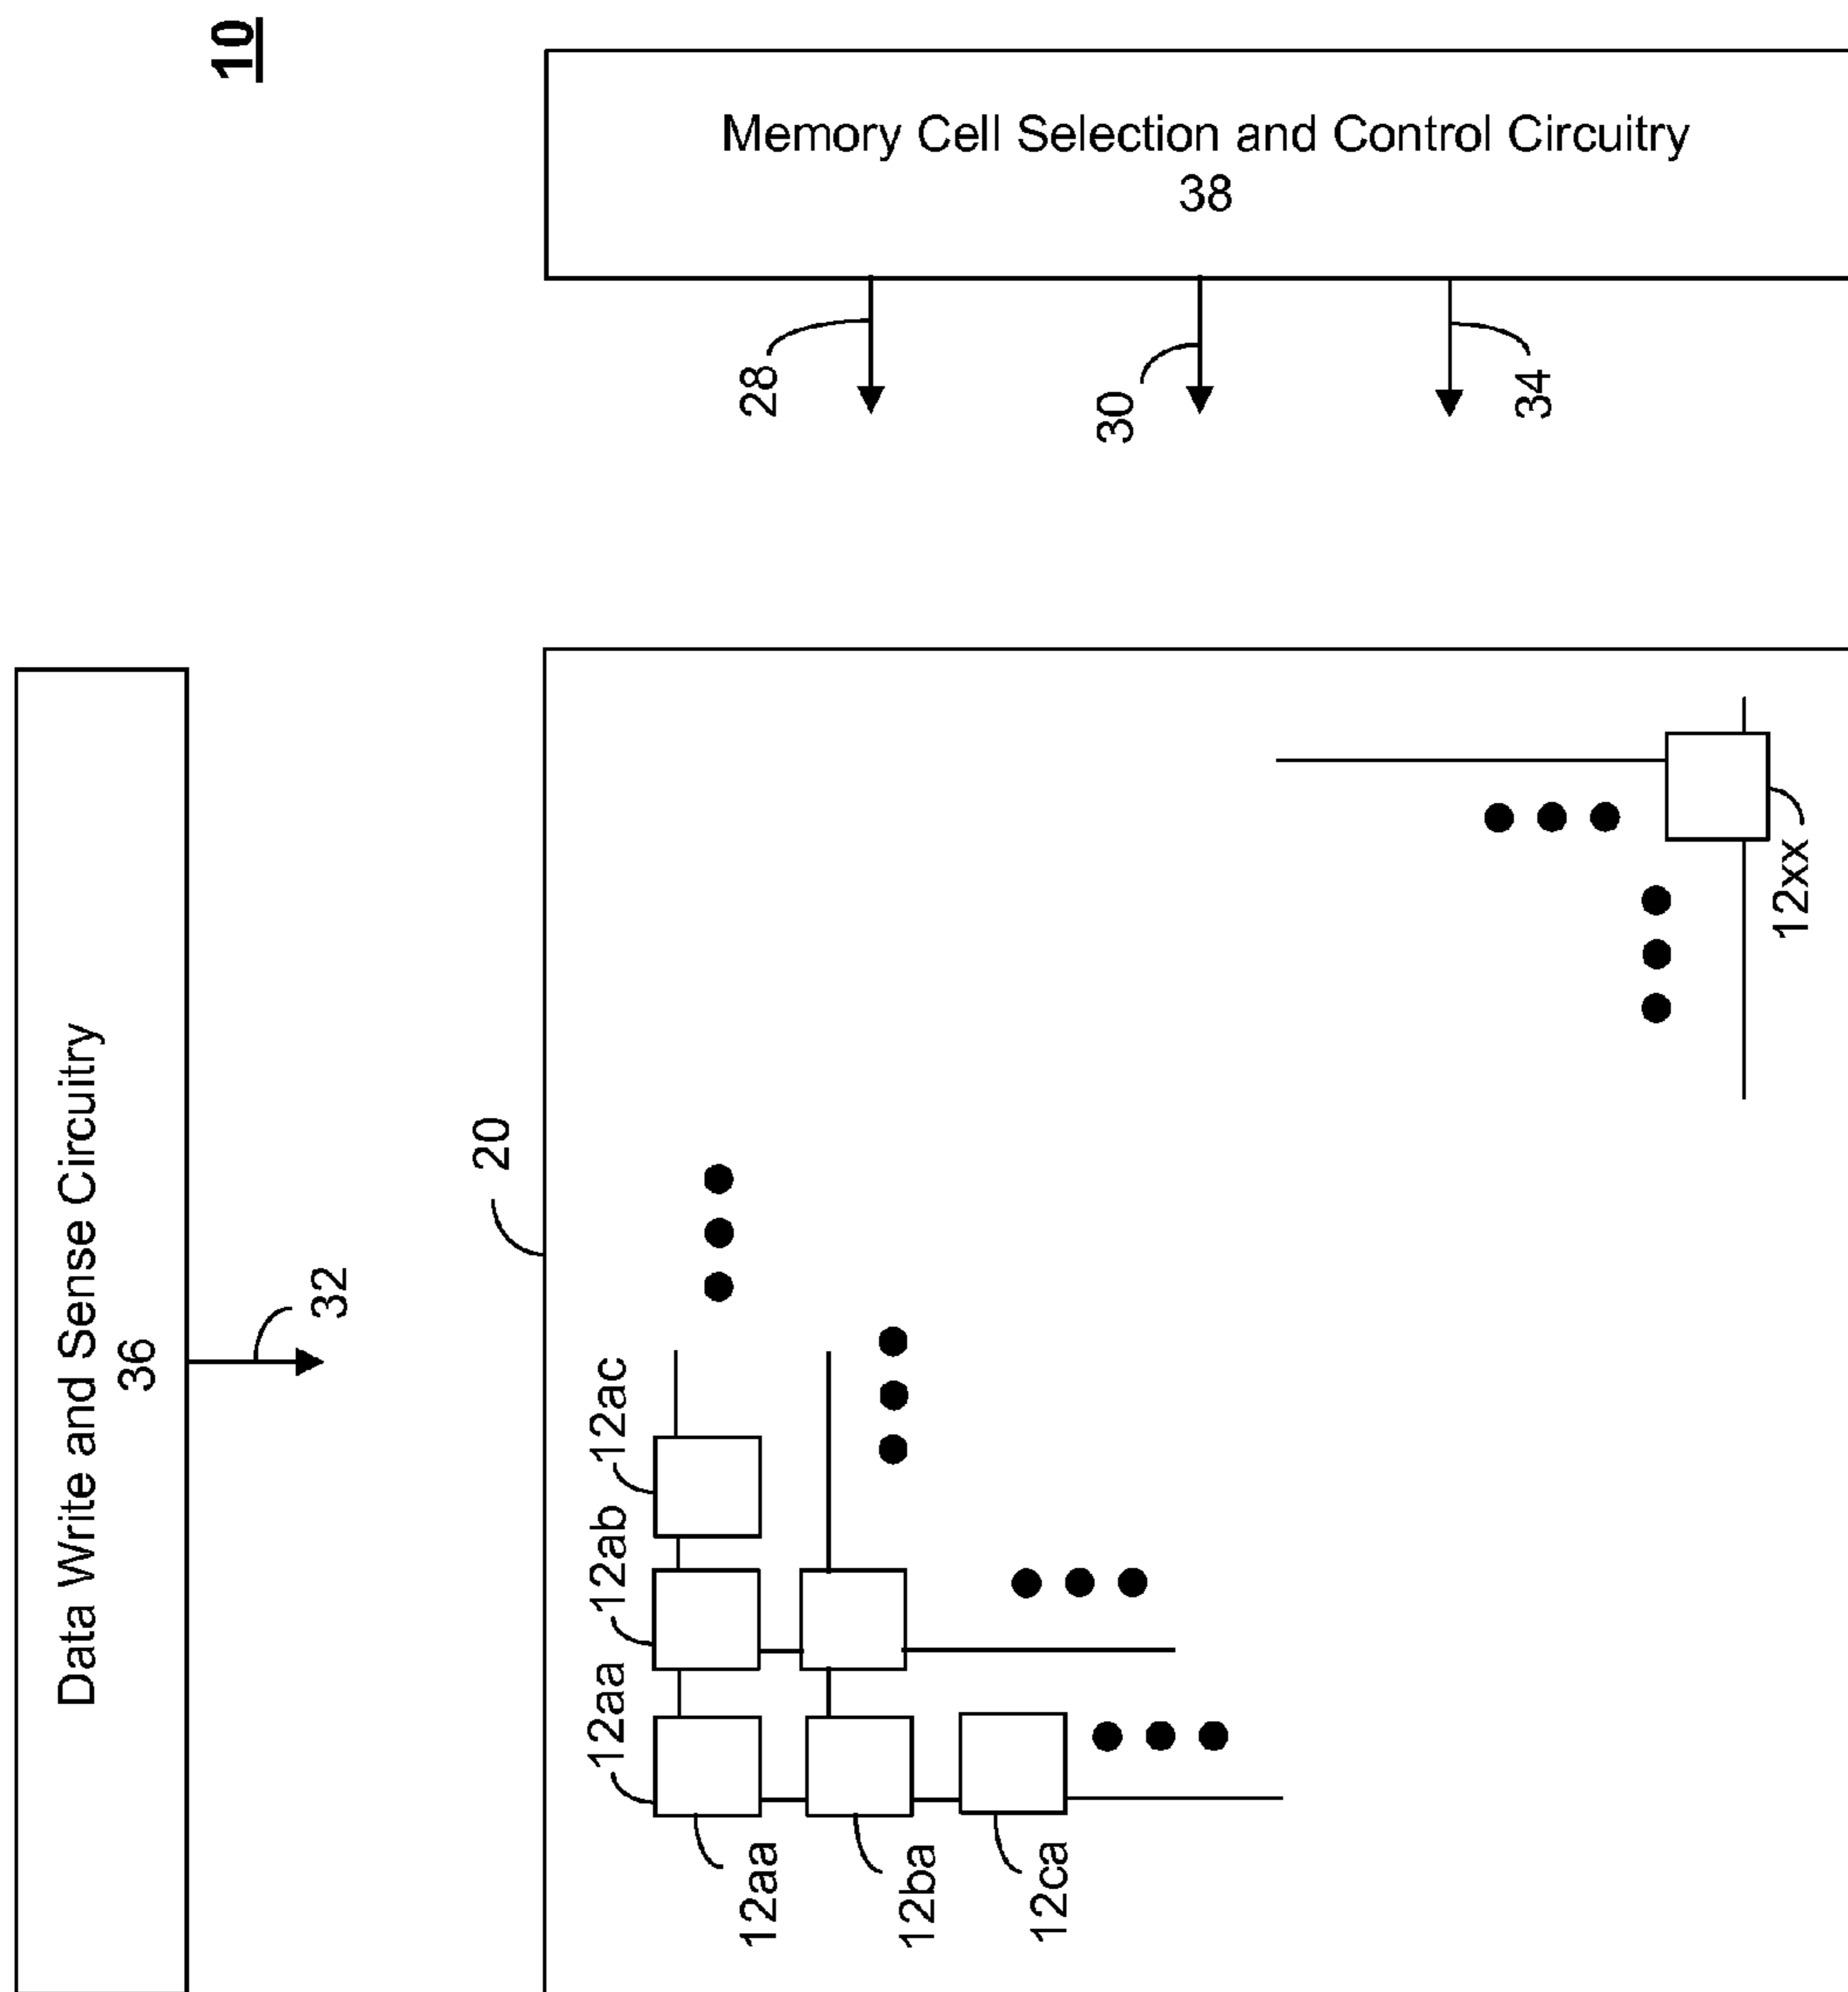 10
Memory Cell Selection and Control Circuitry
38
28
30
34
Data Write and Sense Circuitry
36
32
20
12aa
12ab
12ac
12aa
12ba
12ca
12xx